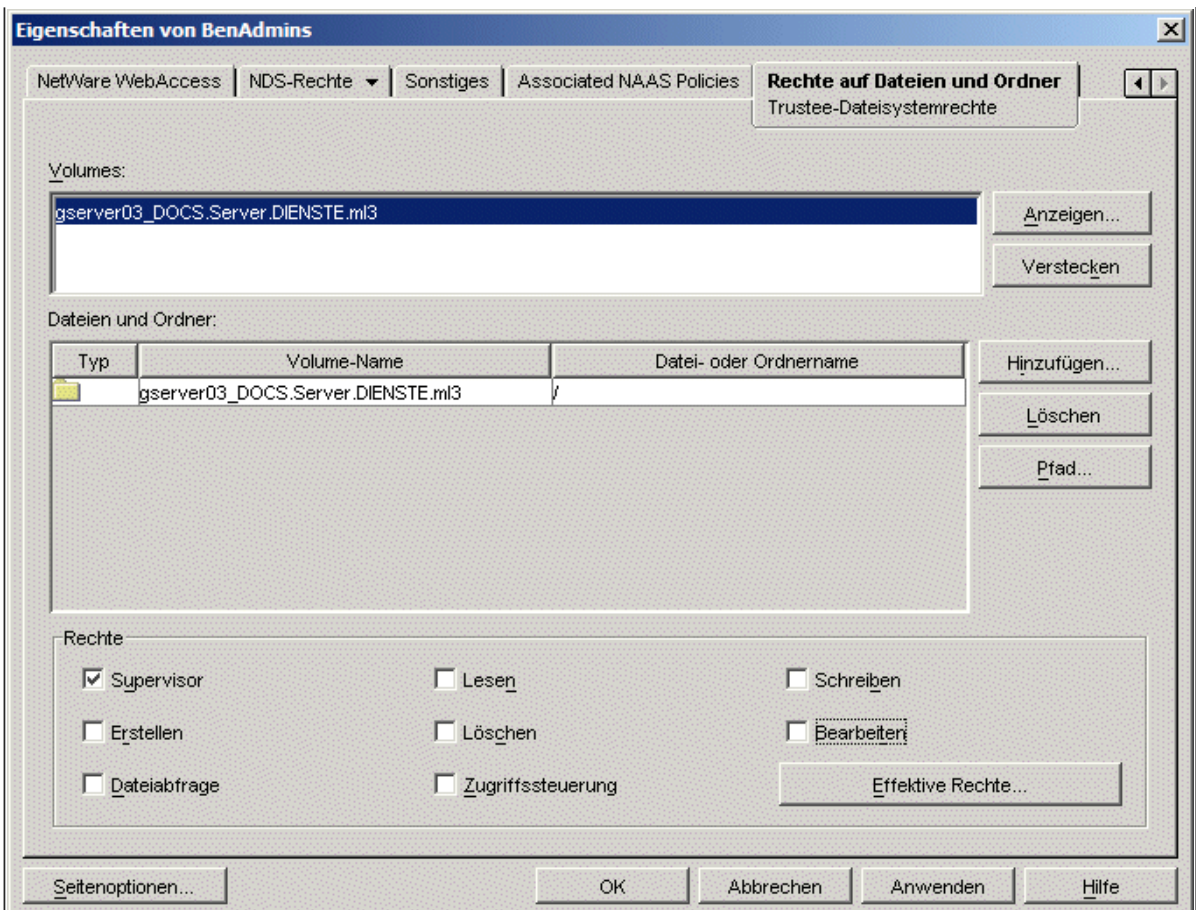 Eigenschaften von BenAdmins
NetWare WebAccess NDS-Rechte Sonstiges Associated NAAS Policies Rechte auf Dateien und Ordner
Trustee-Dateisystemrechte
Volumes:
gserver03_DOCS.Server.DIENSTE.ml3
Anzeigen...
Verstecken
Dateien und Ordner:
Typ Volume-Name Datei- oder Ordnername
gserver03_DOCS.Server.DIENSTE.ml3 /
Hinzufügen...
Löschen
Pfad...
Rechte
Supervisor Lesen Schreiben
Erstellen Löschen Bearbeiten
Dateiabfrage Zugriffssteuerung Effektive Rechte...
Seitenoptionen... OK Abbrechen Anwenden Hilfe